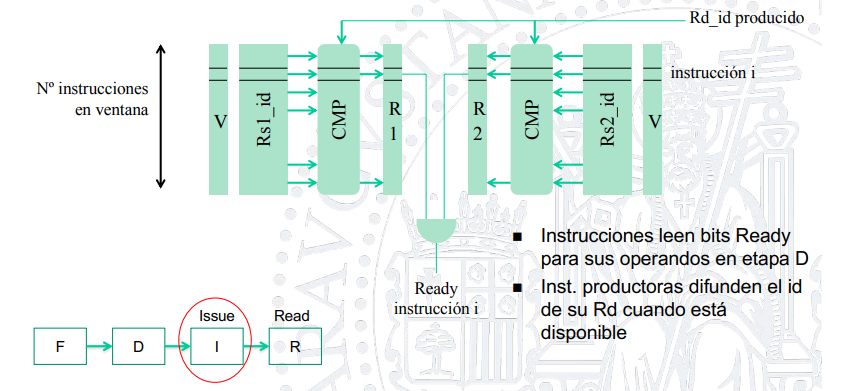 Rd_id producido
Nº instrucciones
en ventana
V
Rs1_id
CMP
R
1
R
2
CMP
Rs2_id
V
instrucción i
Ready
instrucción i
■ Instrucciones leen bits Ready
para sus operandos en etapa D
■ Inst. productoras difunden el id
de su Rd cuando está
disponible
Issue
Read
F
D
I
R